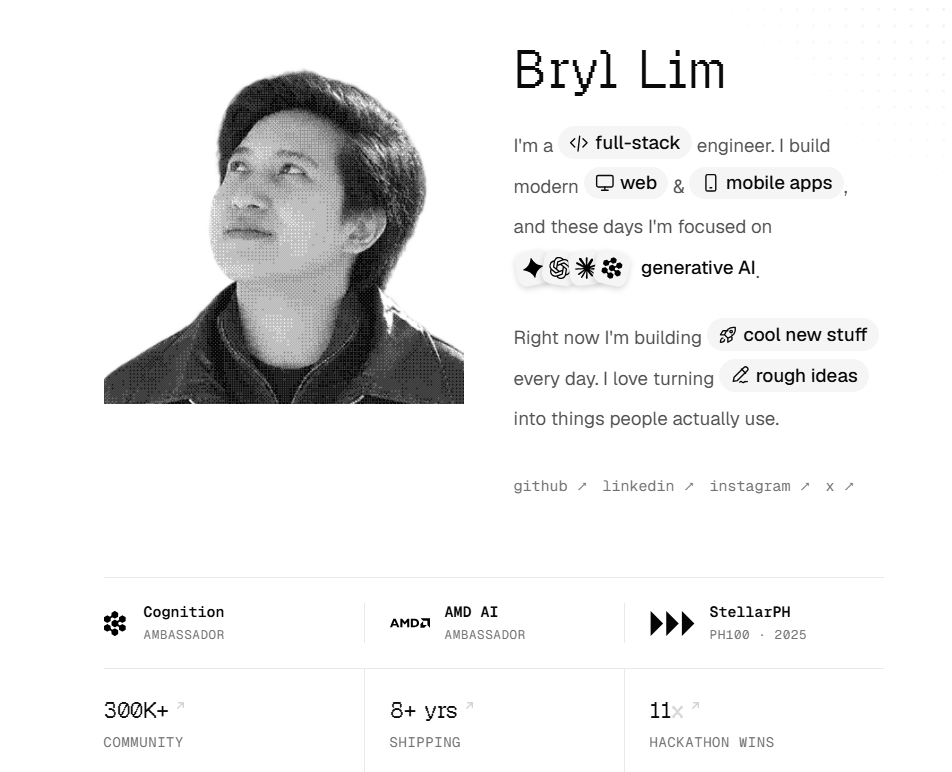 Bryl Lim
I'm a full-stack engineer. I build
modern web & mobile apps,
and these days I'm focused on
generative AI.
Right now I'm building cool new stuff
every day. I love turning rough ideas
into things people actually use.
github ↗ linkedin ↗ instagram ↗ x ↗
Cognition
AMBASSADOR
AMD
AMD AI
AMBASSADOR
StellarPH
PH100 · 2025
300K+ ↗
COMMUNITY
8+ yrs ↗
SHIPPING
11x ↗
HACKATHON WINS